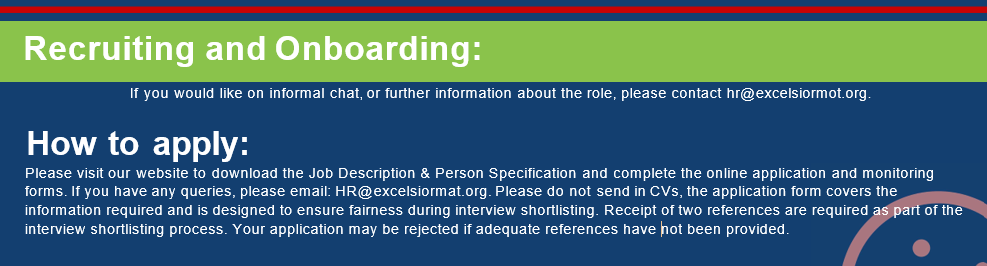 Recruiting and Onboarding:
If you would like on informal chat, or further information about the role, please contact hr@excelsiormot.org.
How to apply:
Please visit our website to download the Job Description & Person Specification and complete the online application and monitoring
forms. If you have any queries, please email: HR@excelsiormat.org. Please do not send in CVs, the application form covers the
information required and is designed to ensure fairness during interview shortlisting. Receipt of two references are required as part of the
interview shortlisting process. Your application may be rejected if adequate references have not been provided.